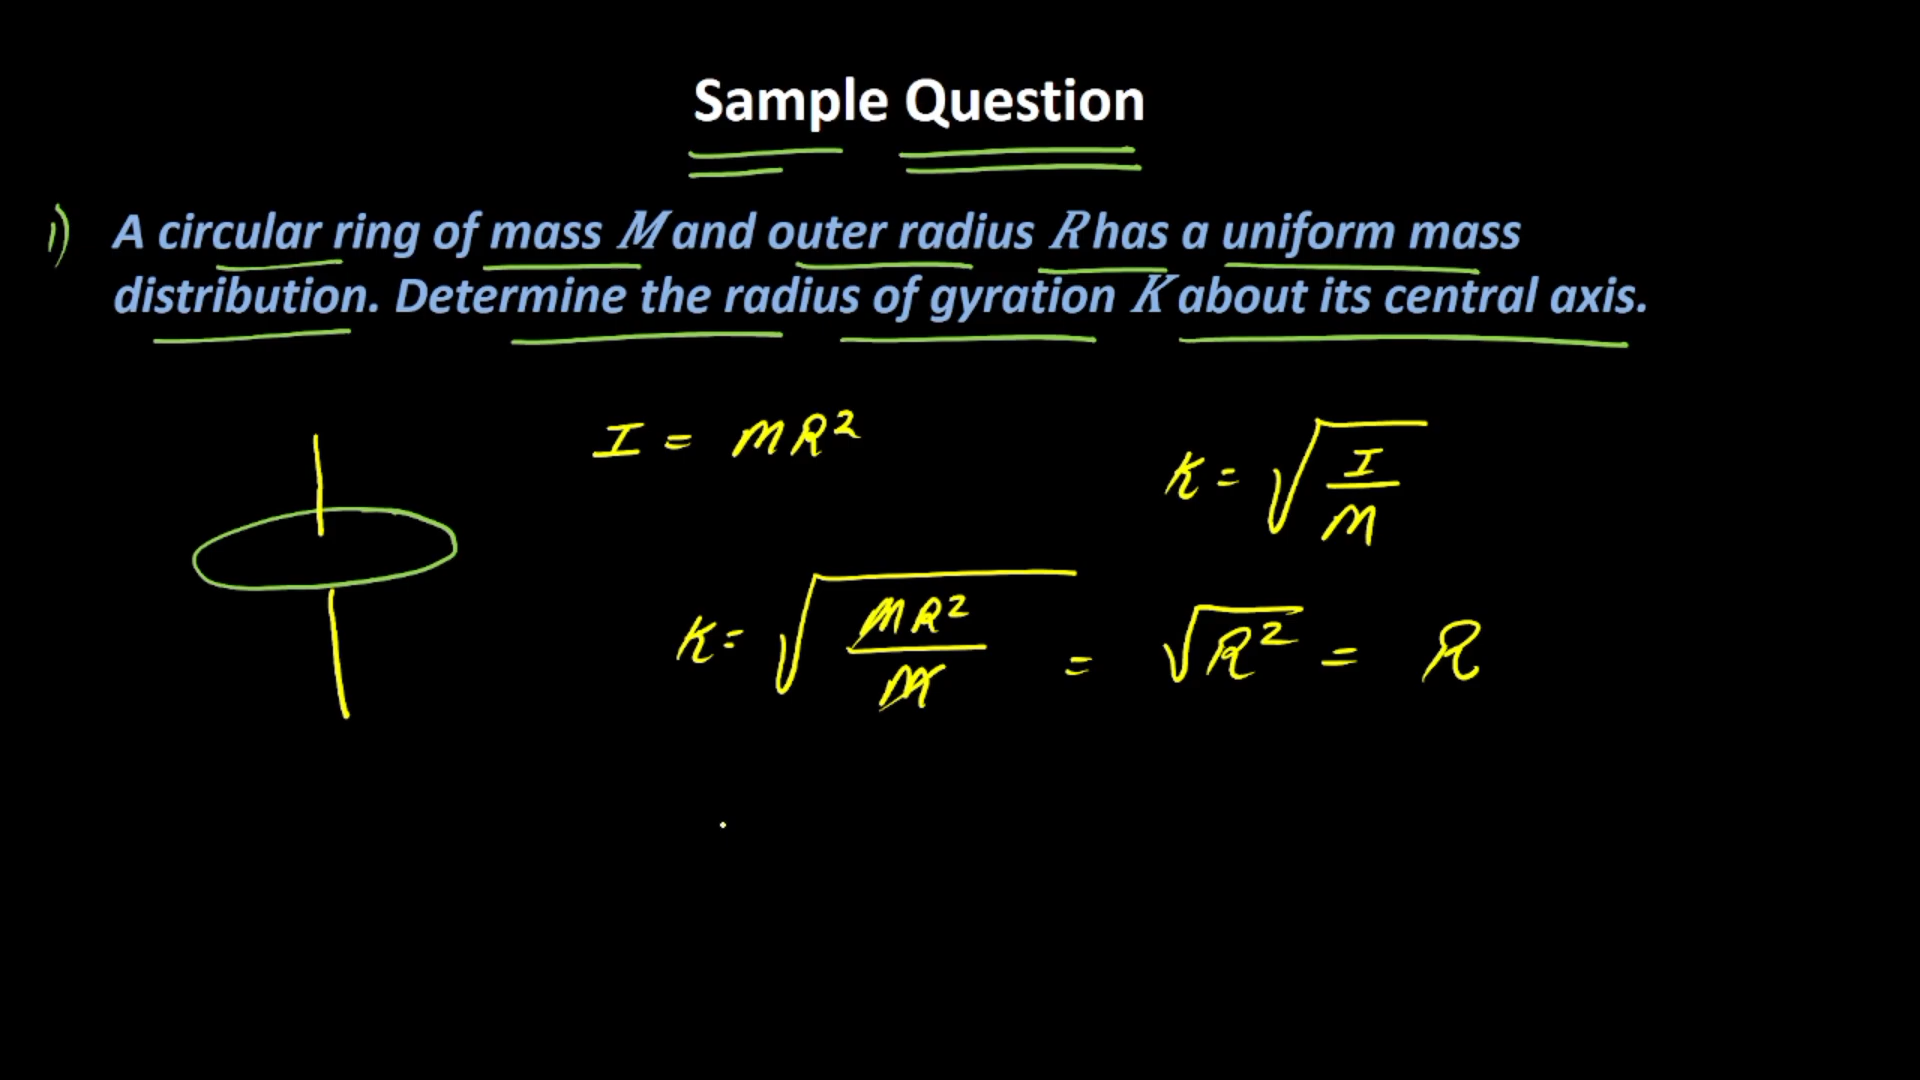 Sample Question
1) A circular ring of mass M and outer radius R has a uniform mass
distribution. Determine the radius of gyration K about its central axis.
I = MR²
K = √(I/M)
K = √(MR²/M) = √R² = R